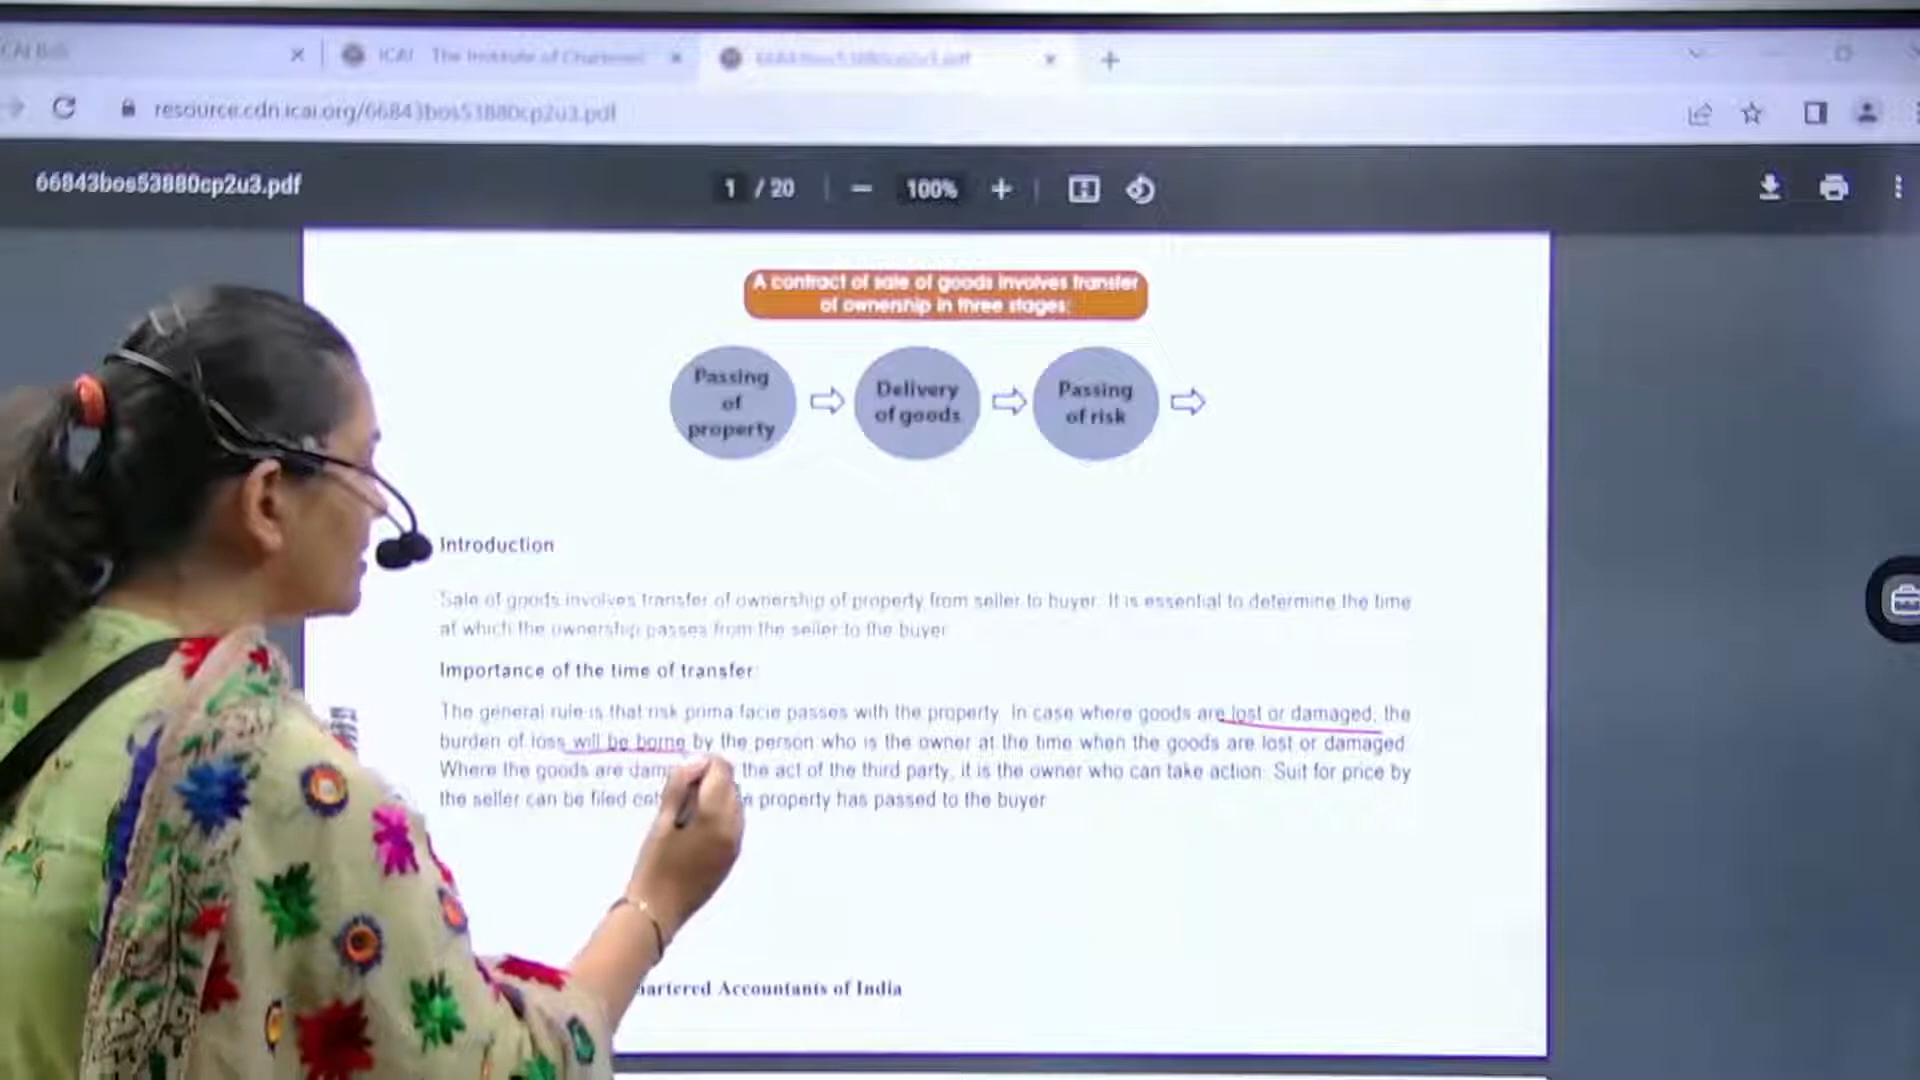 ICAI The Institute of Chartered
resource.cdn.icai.org/66843bos53880cp2u3.pdf
66843bos53880cp2u3.pdf
1 / 20
100%
A contract of sale of goods involves transfer
of ownership in three stages:
Passing
of
property
Delivery
of goods
Passing
of risk
Introduction
Sale of goods involves transfer of ownership of property from seller to buyer. It is essential to determine the time
at which the ownership passes from the seller to the buyer
Importance of the time of transfer:
The general rule is that risk prima facie passes with the property. In case where goods are lost or damaged, the
burden of loss will be borne by the person who is the owner at the time when the goods are lost or damaged.
Where the goods are dam the act of the third party, it is the owner who can take action. Suit for price by
the seller can be filed property has passed to the buyer
hartered Accountants of India